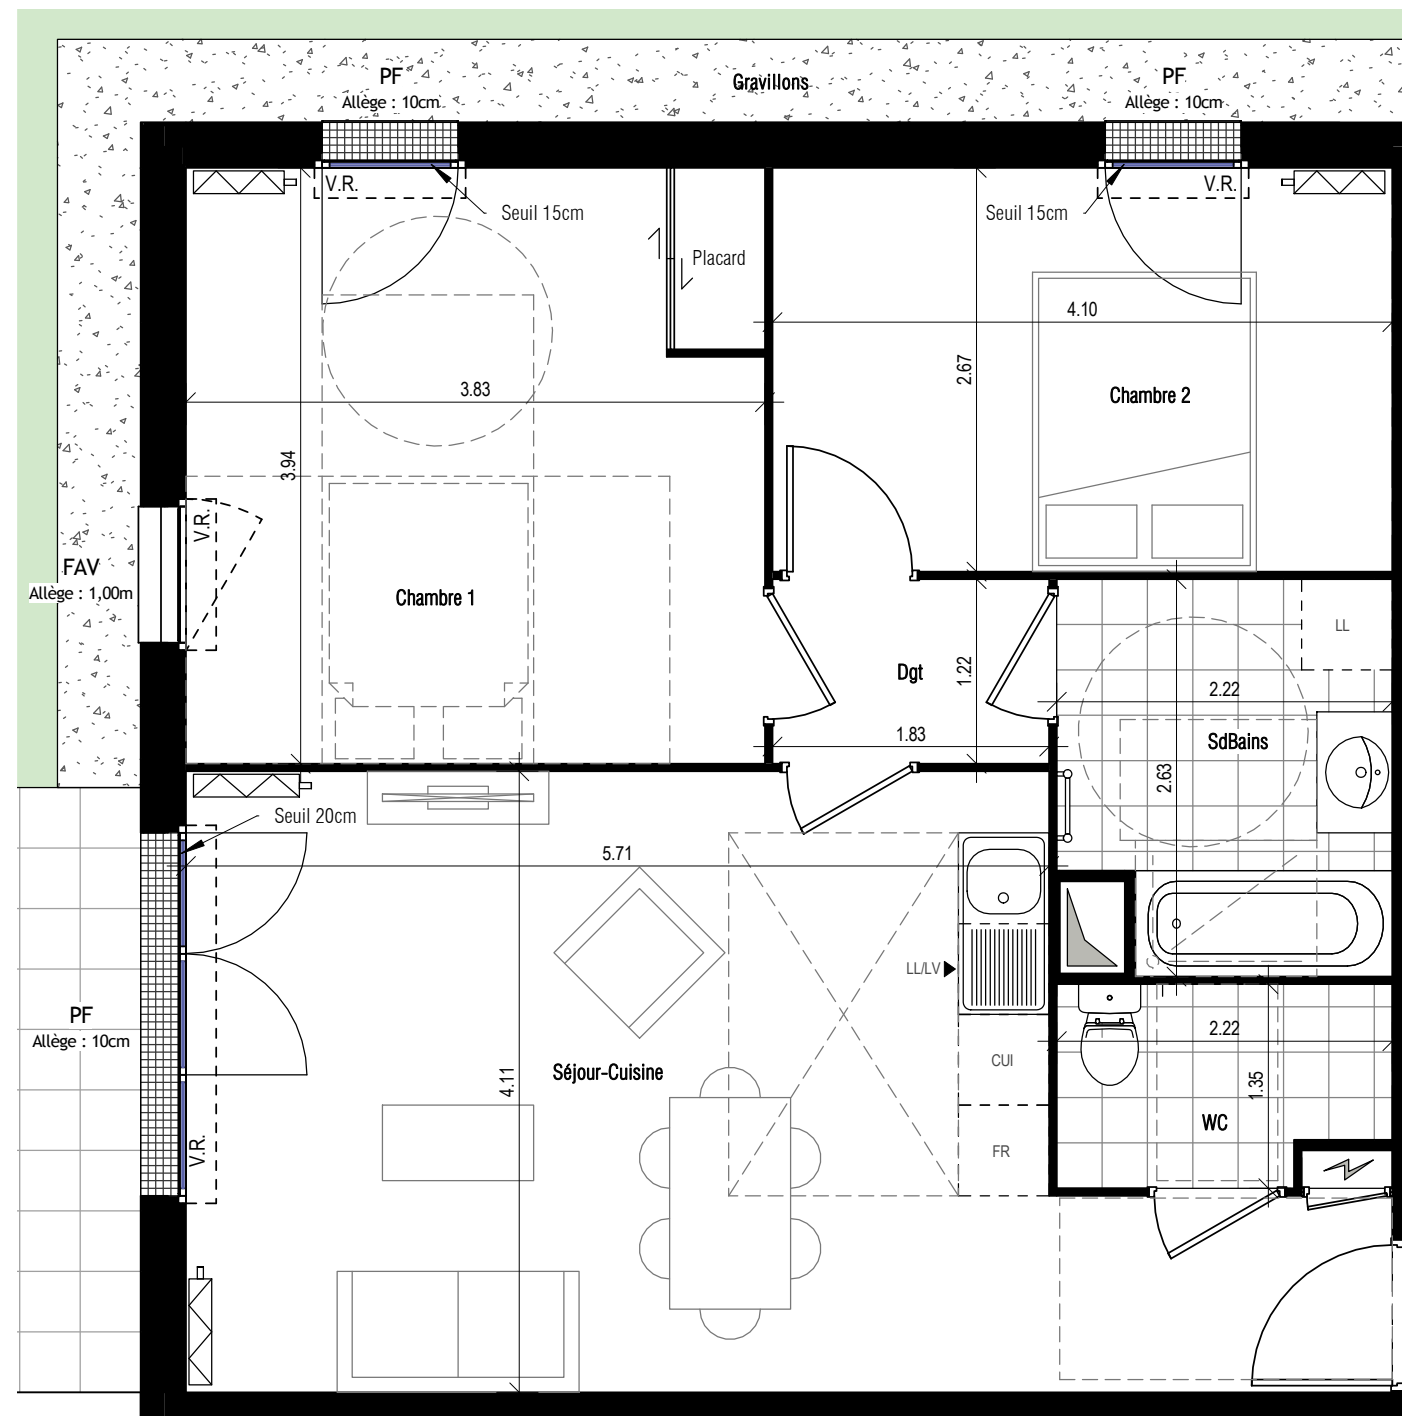 PF
Allège : 10cm
Gravillons
PF
Allège : 10cm
V.R.
Seuil 15cm
Seuil 15cm
V.R.
Placard
4.10
3.83
2.67
Chambre 2
3.94
V.R.
FAV
Allège : 1,00m
Chambre 1
LL
Dgt
1.22
2.22
1.83
SdBains
2.63
Seuil 20cm
5.71
LL/LV
PF
Allège : 10cm
2.22
CUI
Séjour-Cuisine
4.11
1.35
WC
V.R.
FR